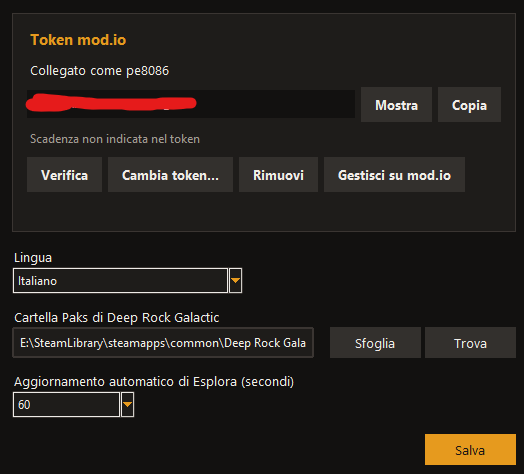 Token mod.io
Collegato come pe8086
Mostra
Copia
Scadenza non indicata nel token
Verifica
Cambia token...
Rimuovi
Gestisci su mod.io
Lingua
Italiano
Cartella Paks di Deep Rock Galactic
E:\SteamLibrary\steamapps\common\Deep Rock Gala
Sfoglia
Trova
Aggiornamento automatico di Esplora (secondi)
60
Salva